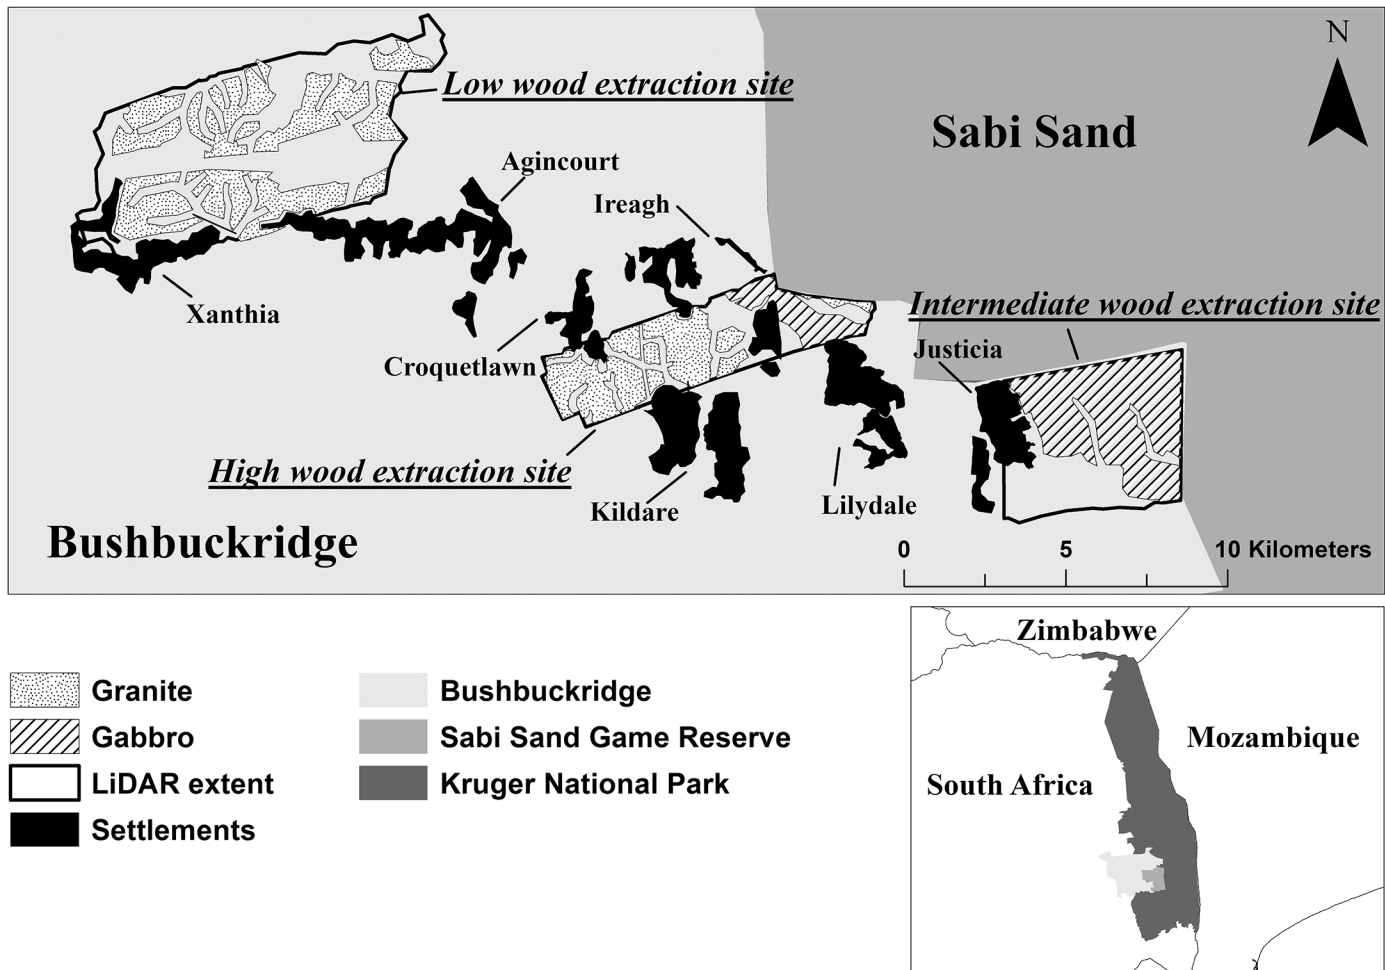 N
Low wood extraction site
Sabi Sand
Agincourt
Ireagh
Xanthia
Intermediate wood extraction site
Justicia
Croquetlawn
High wood extraction site
Kildare
Lilydale
Bushbuckridge
0 5 10 Kilometers
Granite
Gabbro
LiDAR extent
Settlements
Bushbuckridge
Sabi Sand Game Reserve
Kruger National Park
Zimbabwe
Mozambique
South Africa